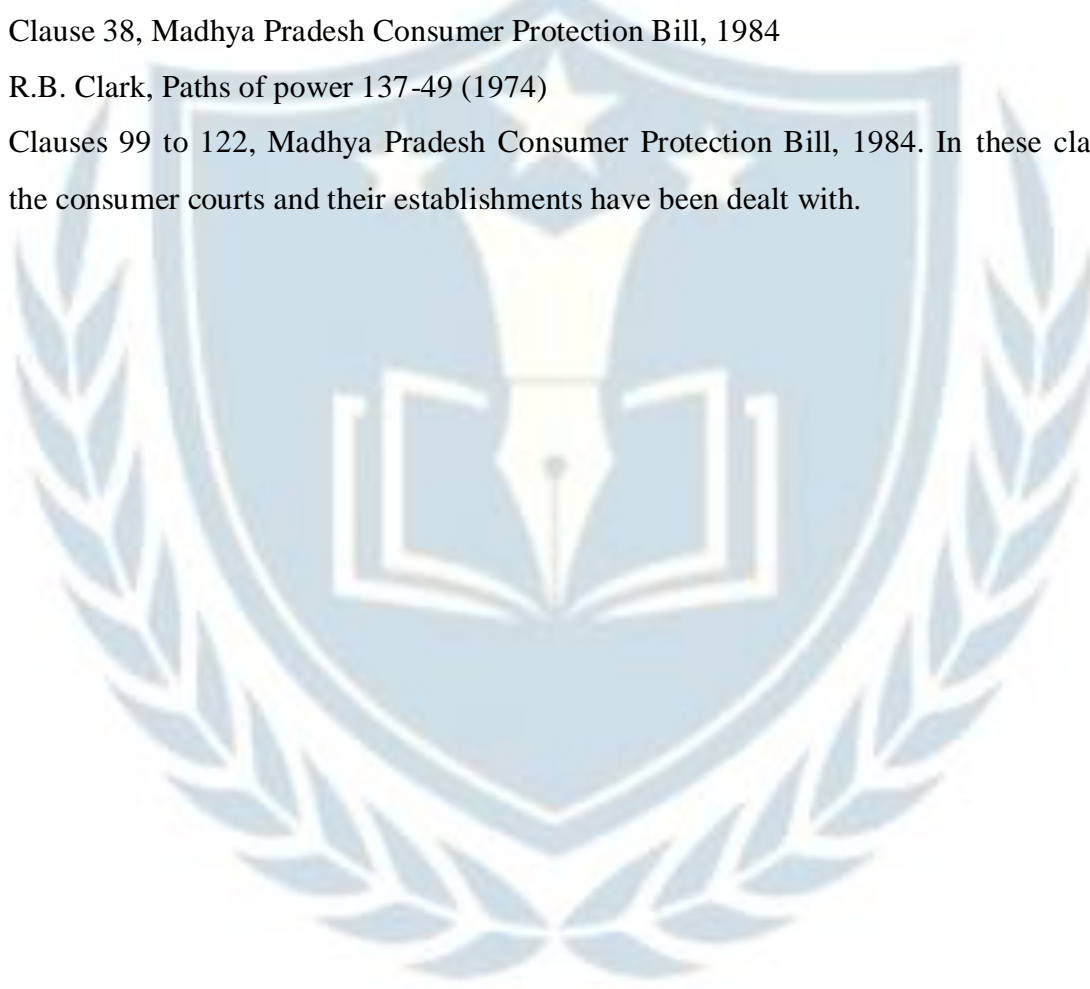 Clause 38, Madhya Pradesh Consumer Protection Bill, 1984
R.B. Clark, Paths of power 137-49 (1974)
Clauses 99 to 122, Madhya Pradesh Consumer Protection Bill, 1984. In these cla
the consumer courts and their establishments have been dealt with.